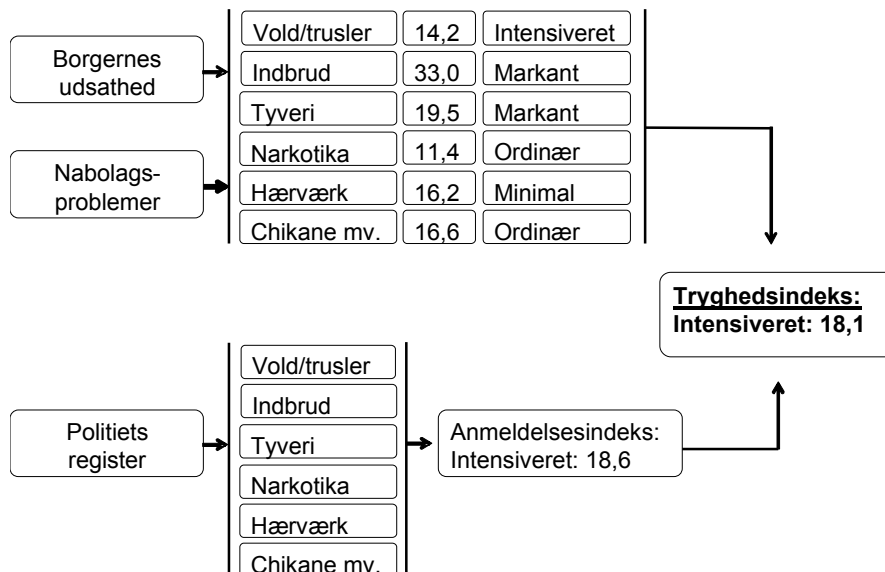 Borgernes
udsathed
Nabolags-
problemer
Vold/trusler 14,2 Intensiveret
Indbrud 33,0 Markant
Tyveri 19,5 Markant
Narkotika 11,4 Ordinær
Hærværk 16,2 Minimal
Chikane mv. 16,6 Ordinær
Tryghedsindeks:
Intensiveret: 18,1
Politiets
register
Vold/trusler
Indbrud
Tyveri
Narkotika
Hærværk
Chikane mv.
Anmeldelsesindeks:
Intensiveret: 18,6